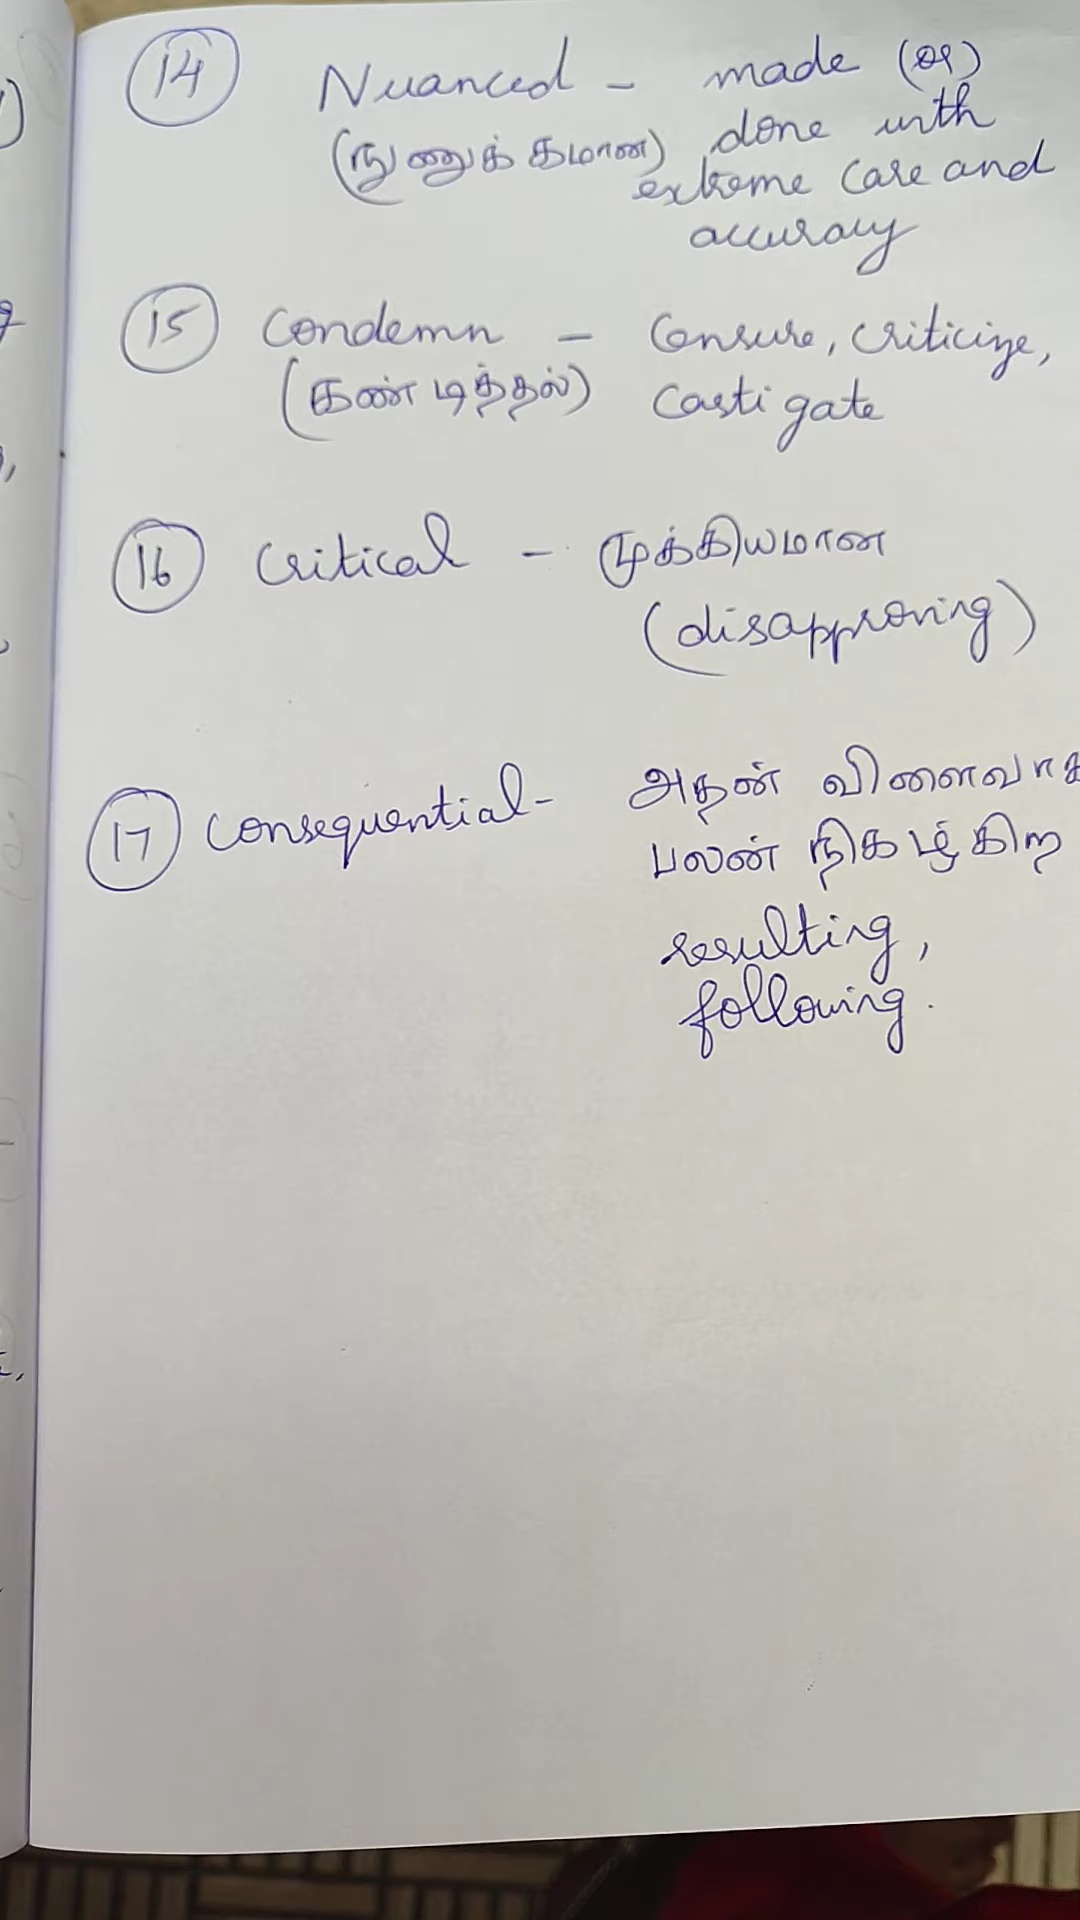 14 Nuanced - made (or)
(நுணுக்கமான) done with
extreme care and
accuracy
15 Condemn - Censure, Criticize,
(கண்டித்தல்) Castigate
16 Critical - முக்கியமான
(disapproving)
17 Consequential - அதன் விளைவாக
பலன் நிகழ்கிற
resulting,
following.